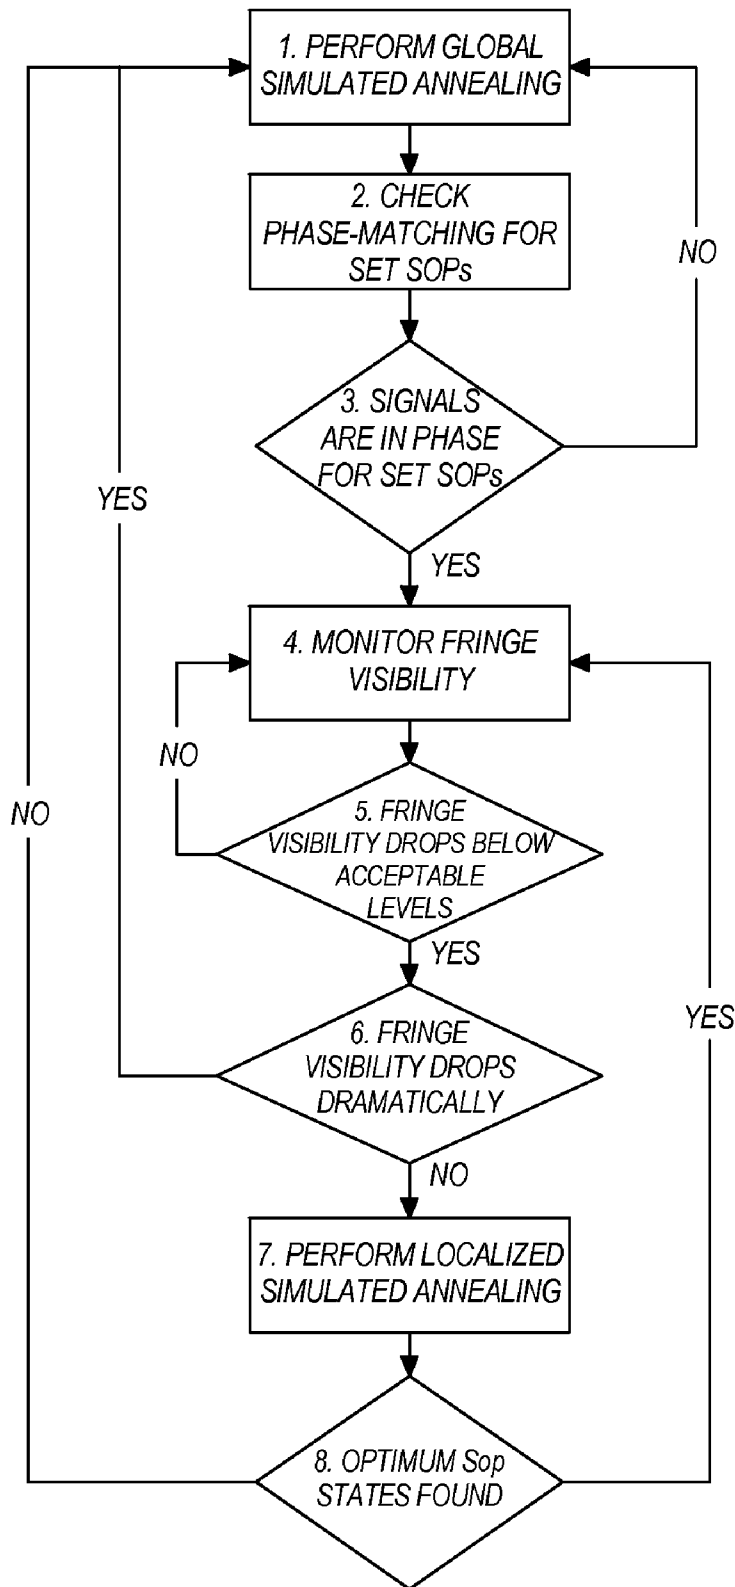 1. PERFORM GLOBAL
SIMULATED ANNEALING
2. CHECK
PHASE-MATCHING FOR
SET SOPs
NO
3. SIGNALS
ARE IN PHASE
FOR SET SOPs
YES
YES
4. MONITOR FRINGE
VISIBILITY
NO
NO
5. FRINGE
VISIBILITY DROPS BELOW
ACCEPTABLE
LEVELS
YES
YES
6. FRINGE
VISIBILITY DROPS
DRAMATICALLY
NO
7. PERFORM LOCALIZED
SIMULATED ANNEALING
8. OPTIMUM Sop
STATES FOUND